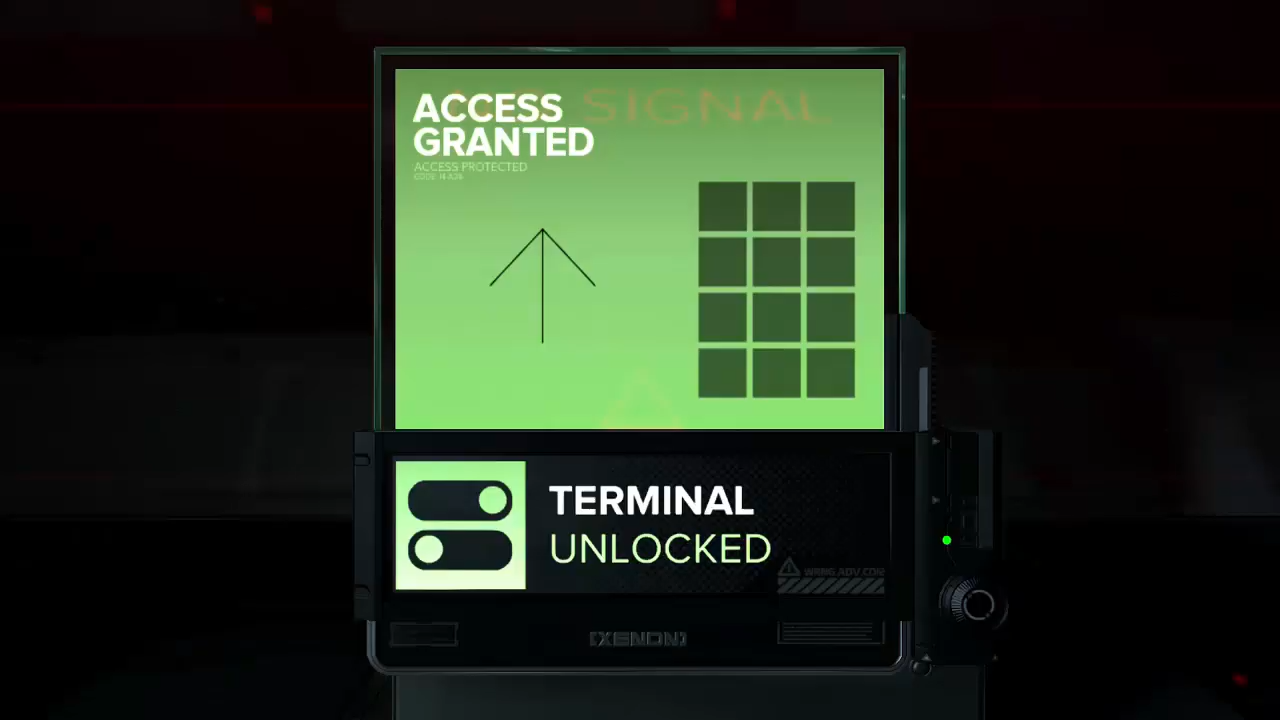 ACCESS
GRANTED
SIGNAL
ACCESS PROTECTED
TERMINAL
UNLOCKED
[XENON]